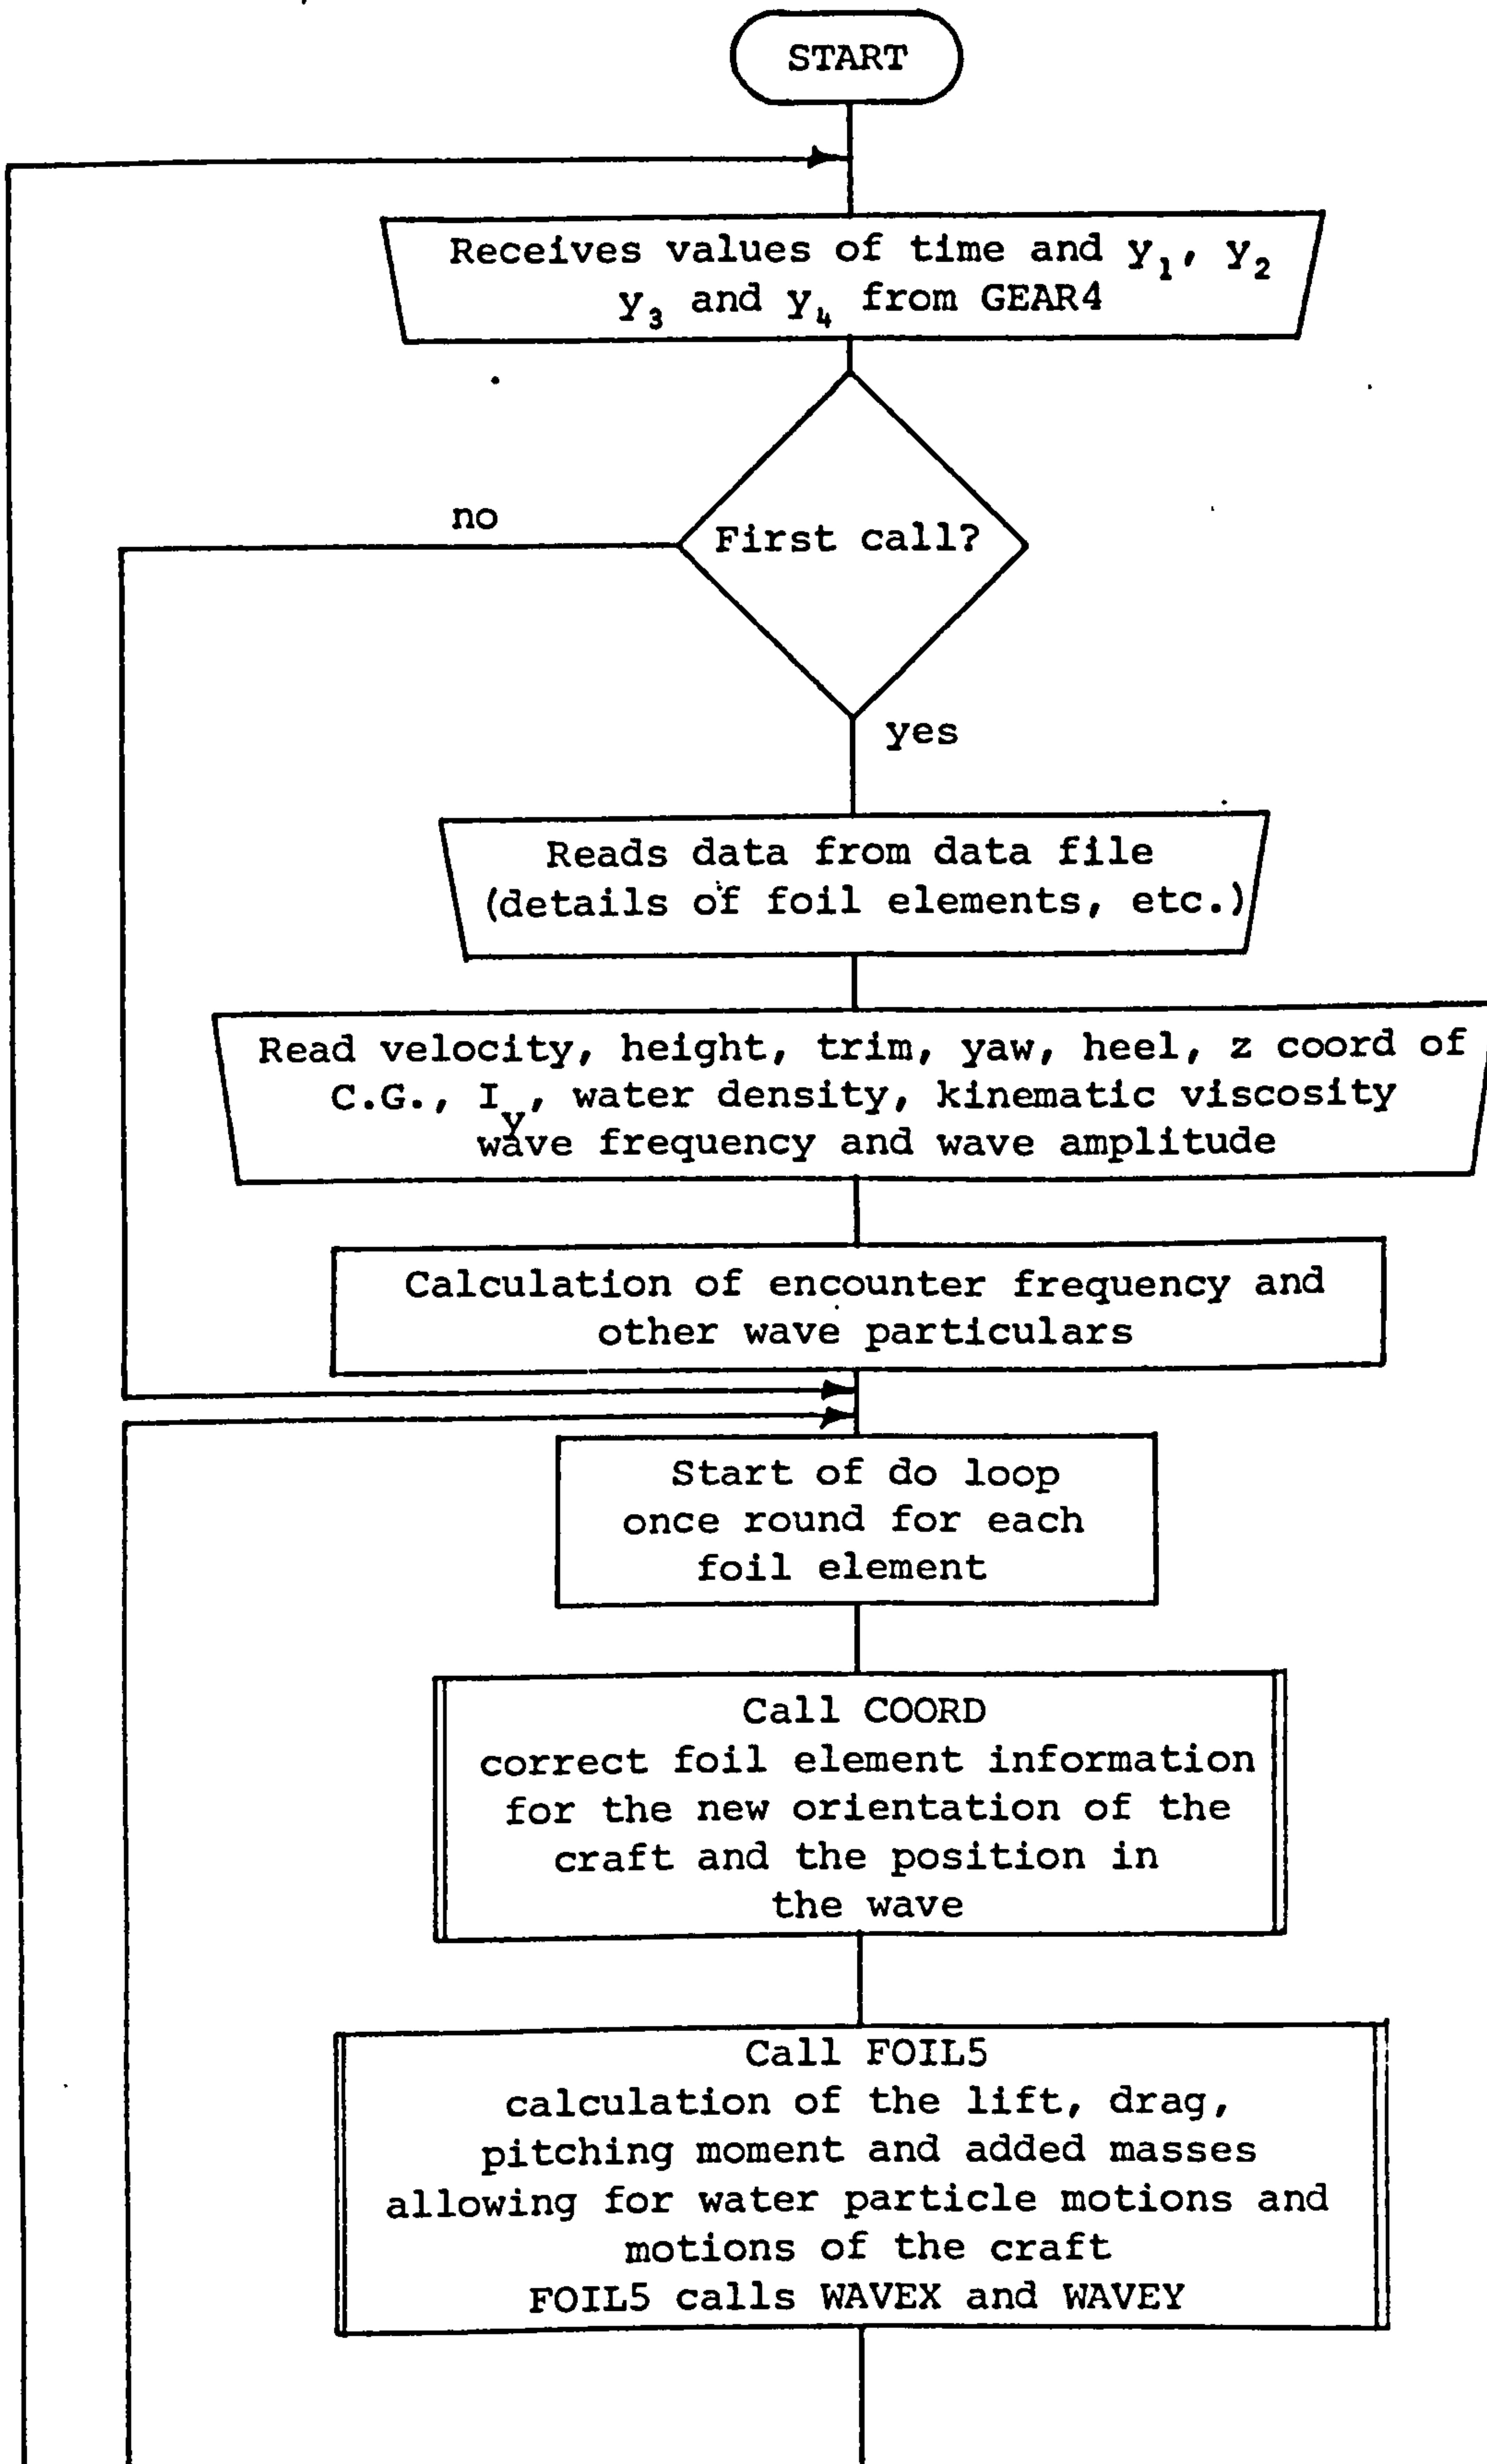 START
Receives values of time and y₁, y₂
y₃ and y₄ from GEAR4
no
First call?
yes
Reads data from data file
(details of foil elements, etc.)
Read velocity, height, trim, yaw, heel, z coord of
C.G., I_y, water density, kinematic viscosity
wave frequency and wave amplitude
Calculation of encounter frequency and
other wave particulars
Start of do loop
once round for each
foil element
Call COORD
correct foil element information
for the new orientation of the
craft and the position in
the wave
Call FOIL5
calculation of the lift, drag,
pitching moment and added masses
allowing for water particle motions and
motions of the craft
FOIL5 calls WAVEX and WAVEY